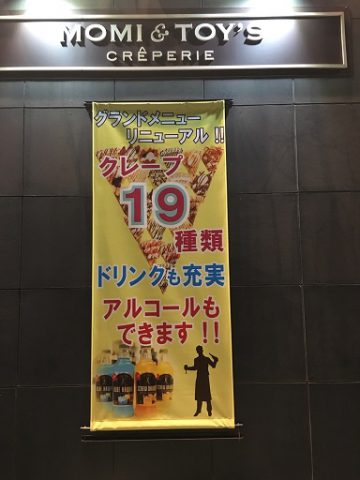 MOMI & TOY'S
CRÊPERIE
グランドメニュー
リニューアル!!
クレープ
19
種類
ドリンクも充実
アルコールも
できます!!